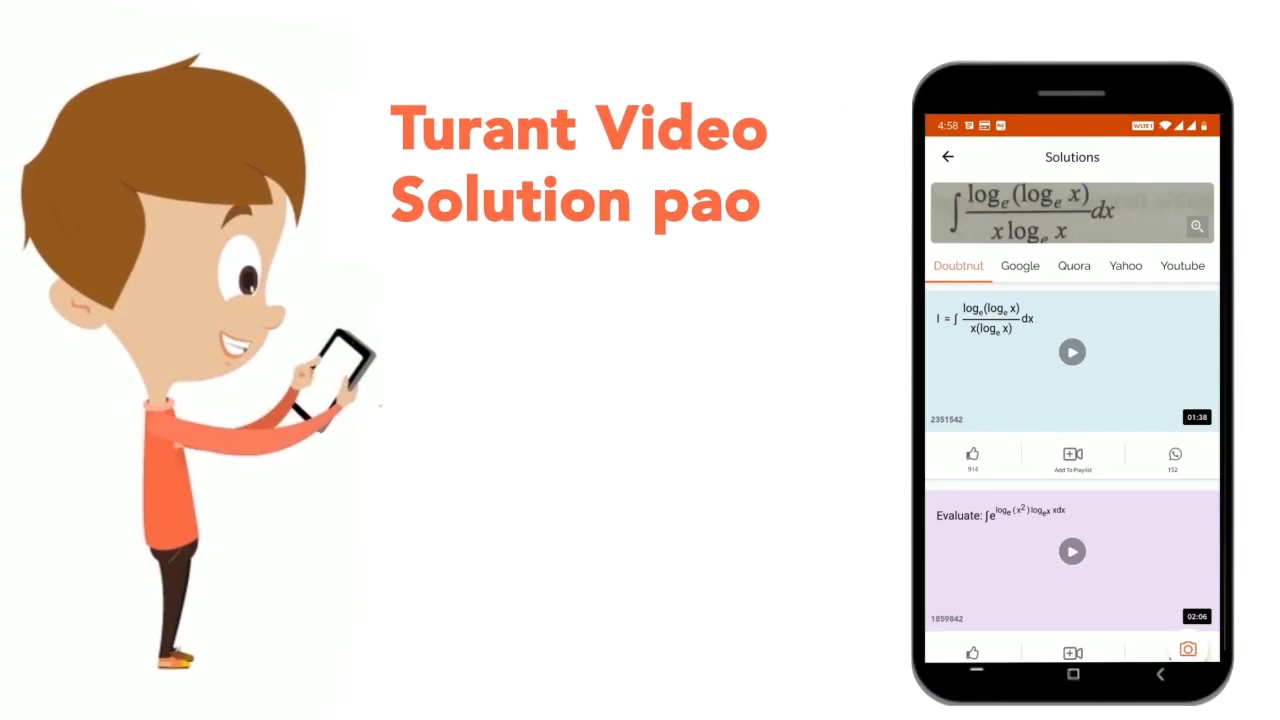 Turant Video
Solution pao
4:58
VoLTE1
Solutions
∫ logₑ(logₑ x) / x logₑ x dx
Doubtnut Google Quora Yahoo Youtube
I = ∫ logₑ(logₑ x) / x(logₑ x) dx
2351542 01:38
914 Add To Playlist 152
Evaluate: ∫e^logₑ(x²)logₑx xdx
1859842 02:06